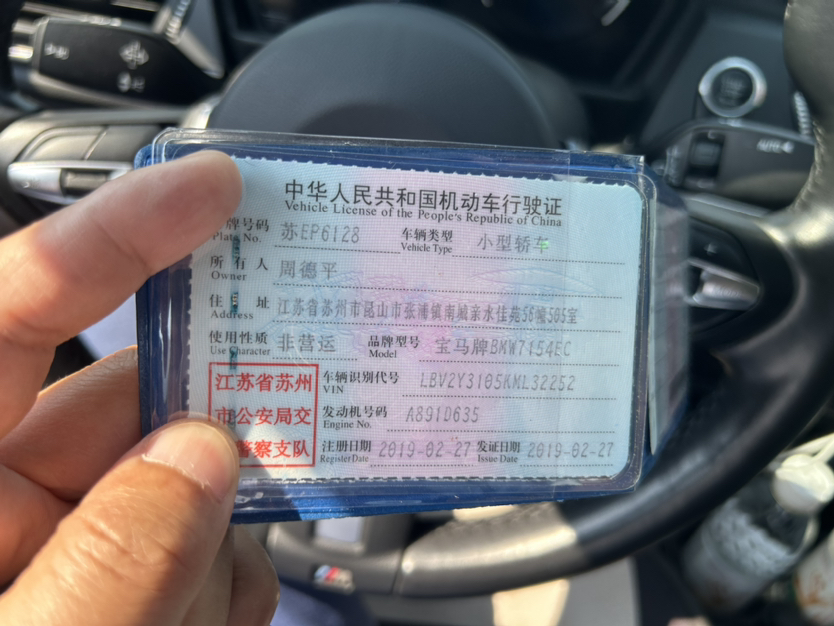 中华人民共和国机动车行驶证
Vehicle License of the People's Republic of China
牌号码 苏EP6128 车辆类型 小型轿车
Plate No. Vehicle Type
所有人 周德平
Owner
住址 江苏省苏州市昆山市张浦镇南城亲水佳苑58幢505室
Address
使用性质 非营运 品牌型号 宝马牌BMW7154EC
Use Character Model
江苏省苏州
市公安局交
警察支队
车辆识别代号 LBV2Y3105KML32252
VIN
发动机号码 A891D635
Engine No.
注册日期 2019-02-27 发证日期 2019-02-27
Register Date Issue Date
AUTO